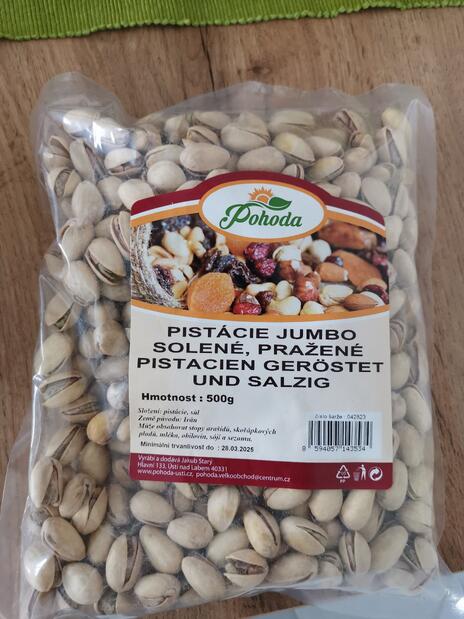 Pohoda
PISTÁCIE JUMBO
SOLENÉ, PRAŽENÉ
PISTACIEN GERÖSTET
UND SALZIG
Hmotnost : 500g
Složení: pistácie, sůl
Země původu: Irán
Může obsahovat stopy arašídů, skořápkových
plodů, mléka, obilovin, sóji a sezamu.
Minimální trvanlivost do : 28.03.2025
číslo šarže : 042823
8 594057 143534
Vyrábí a dodává Jakub Starý
Hlavní 133, Ústí nad Labem 40331
www.pohoda-usti.cz, pohoda.velkoobchod@centrum.cz
PP